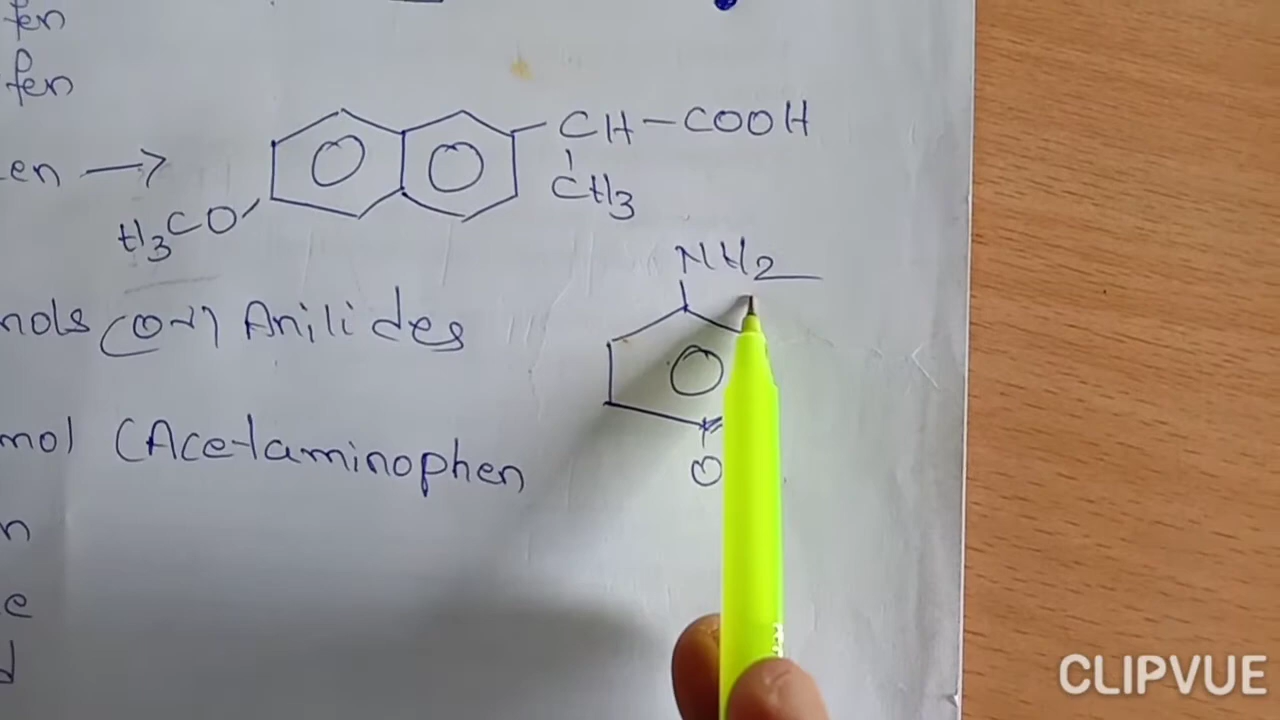 fen
fen
en →
CH-COOH
CH3
H3CO
NH2
nols (or) Anilides
mol (Acetaminophen
O
n
e
d
CLIPVUE